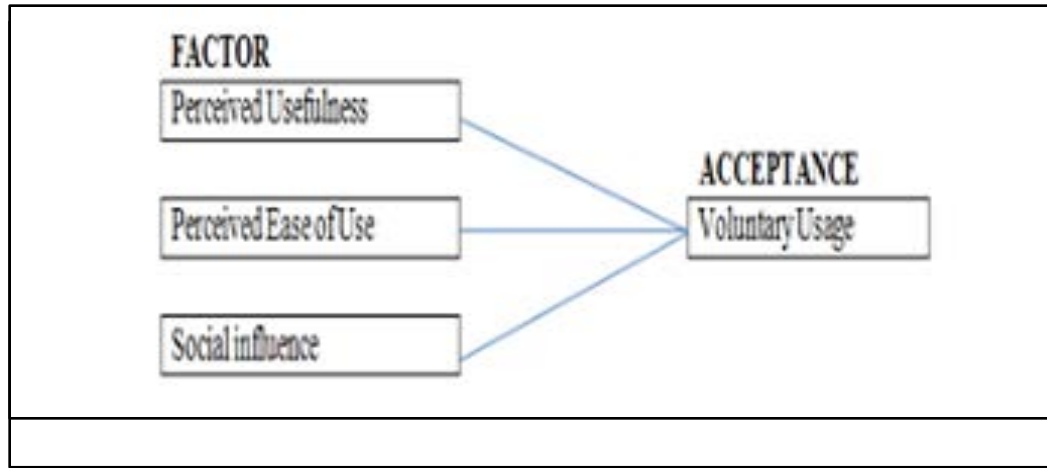 FACTOR
Perceived Usefulness
ACCEPTANCE
Perceived Ease of Use
Voluntary Usage
Social influence